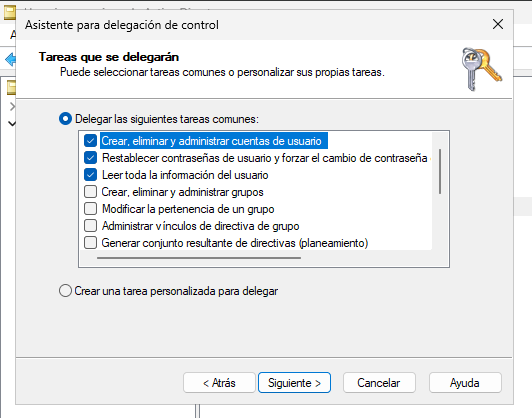 Asistente para delegación de control
Tareas que se delegarán
Puede seleccionar tareas comunes o personalizar sus propias tareas.
Delegar las siguientes tareas comunes:
Crear, eliminar y administrar cuentas de usuario
Restablecer contraseñas de usuario y forzar el cambio de contraseña
Leer toda la información del usuario
Crear, eliminar y administrar grupos
Modificar la pertenencia de un grupo
Administrar vínculos de directiva de grupo
Generar conjunto resultante de directivas (planeamiento)
Crear una tarea personalizada para delegar
< Atrás
Siguiente >
Cancelar
Ayuda